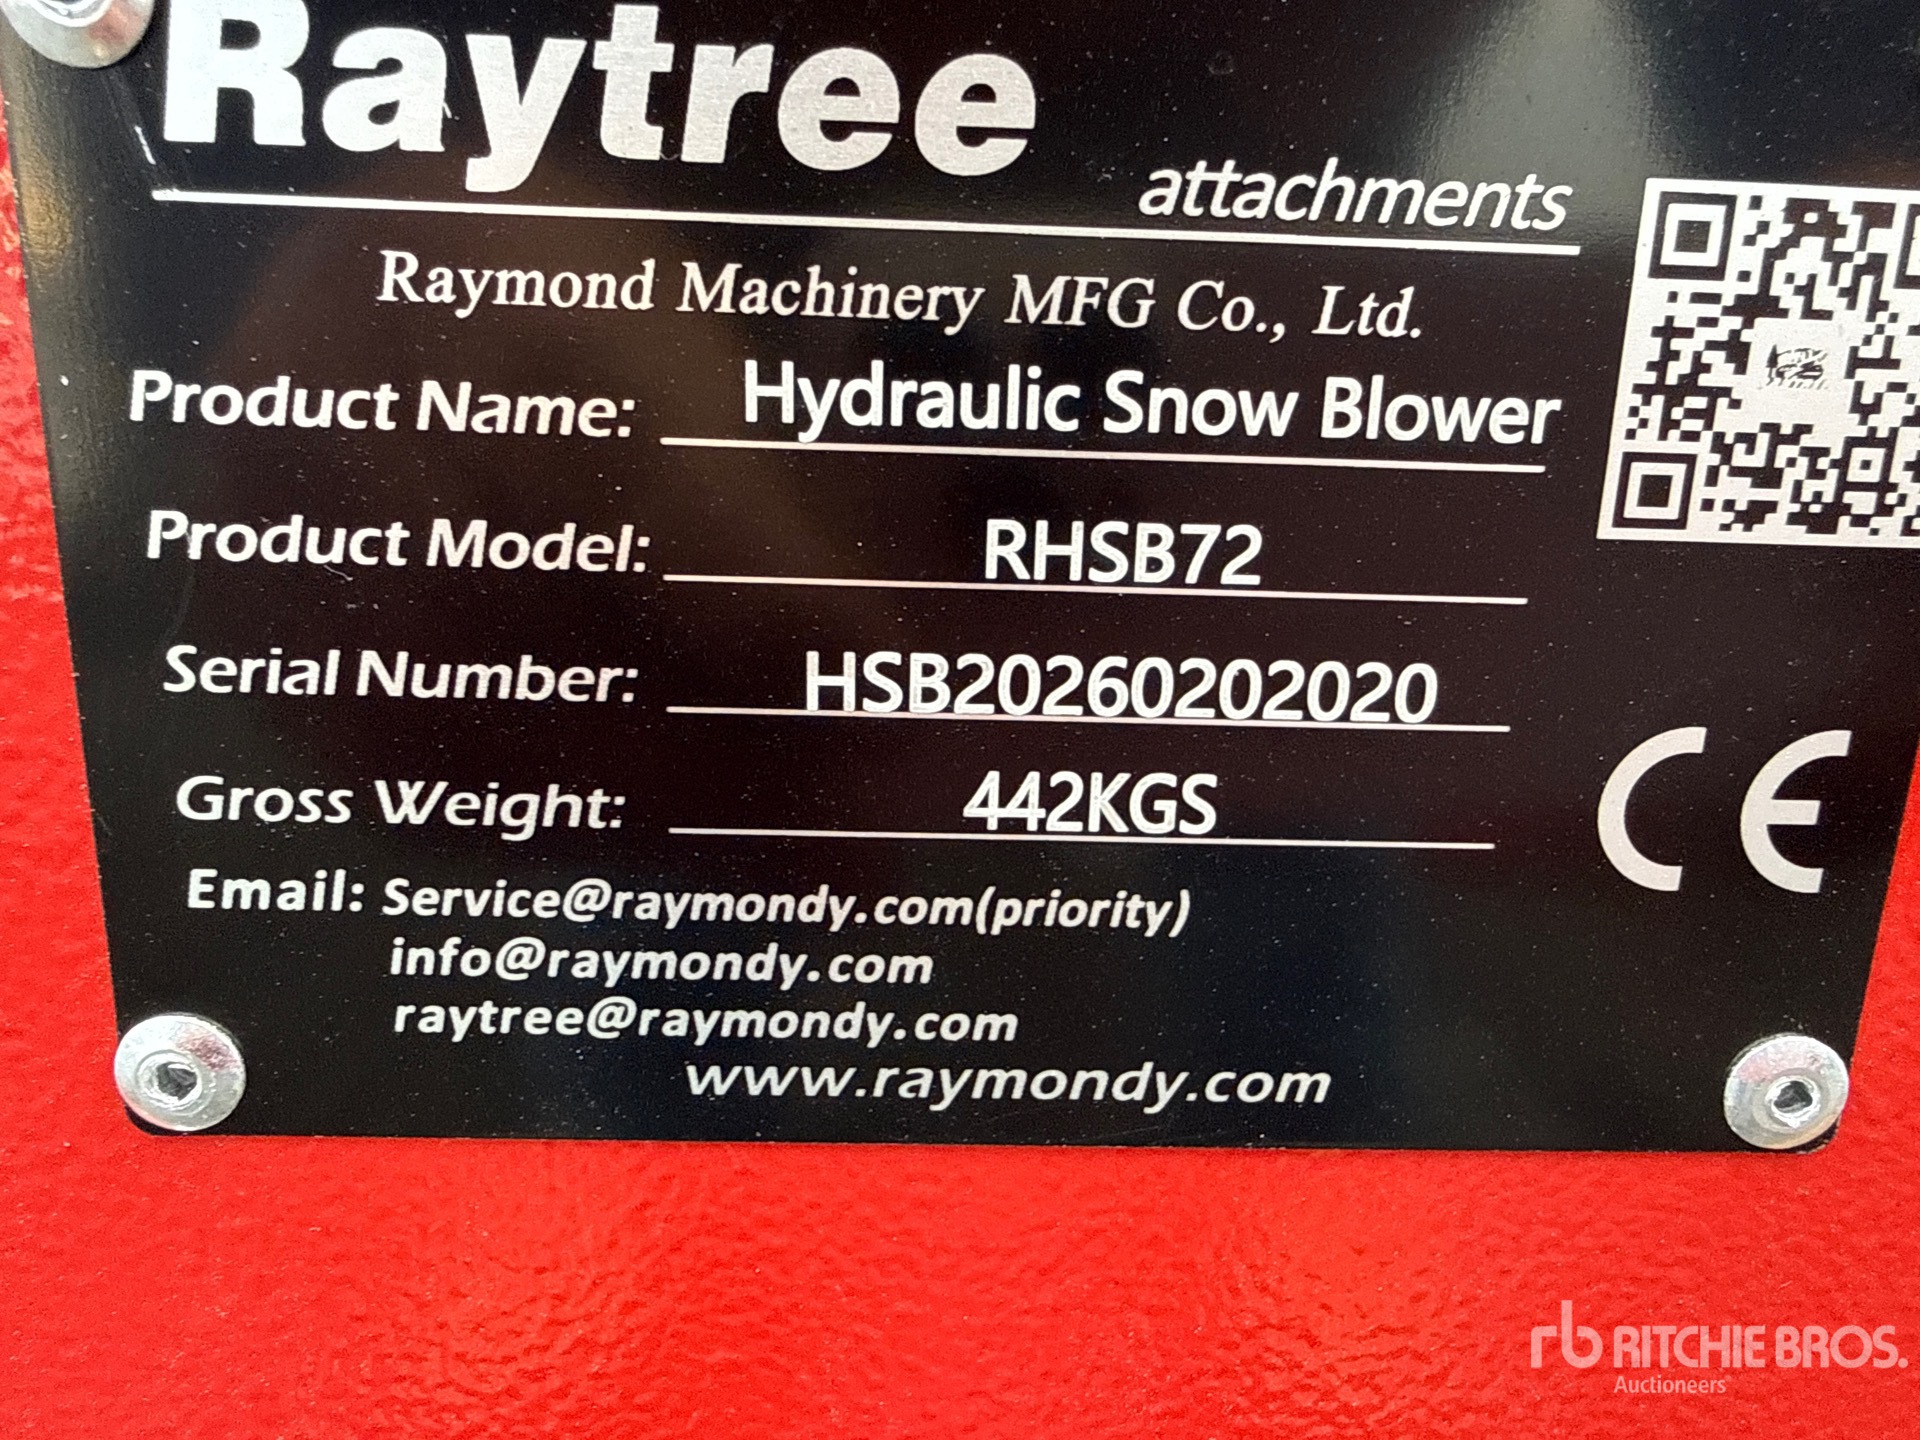 Raytree
attachments
Raymond Machinery MFG Co., Ltd.
Product Name: Hydraulic Snow Blower
Product Model: RHSB72
Serial Number: HSB20260202020
Gross Weight: 442KGS
CE
Email: Service@raymondy.com(priority)
info@raymondy.com
raytree@raymondy.com
www.raymondy.com
rb RITCHIE BROS.
Auctioneers